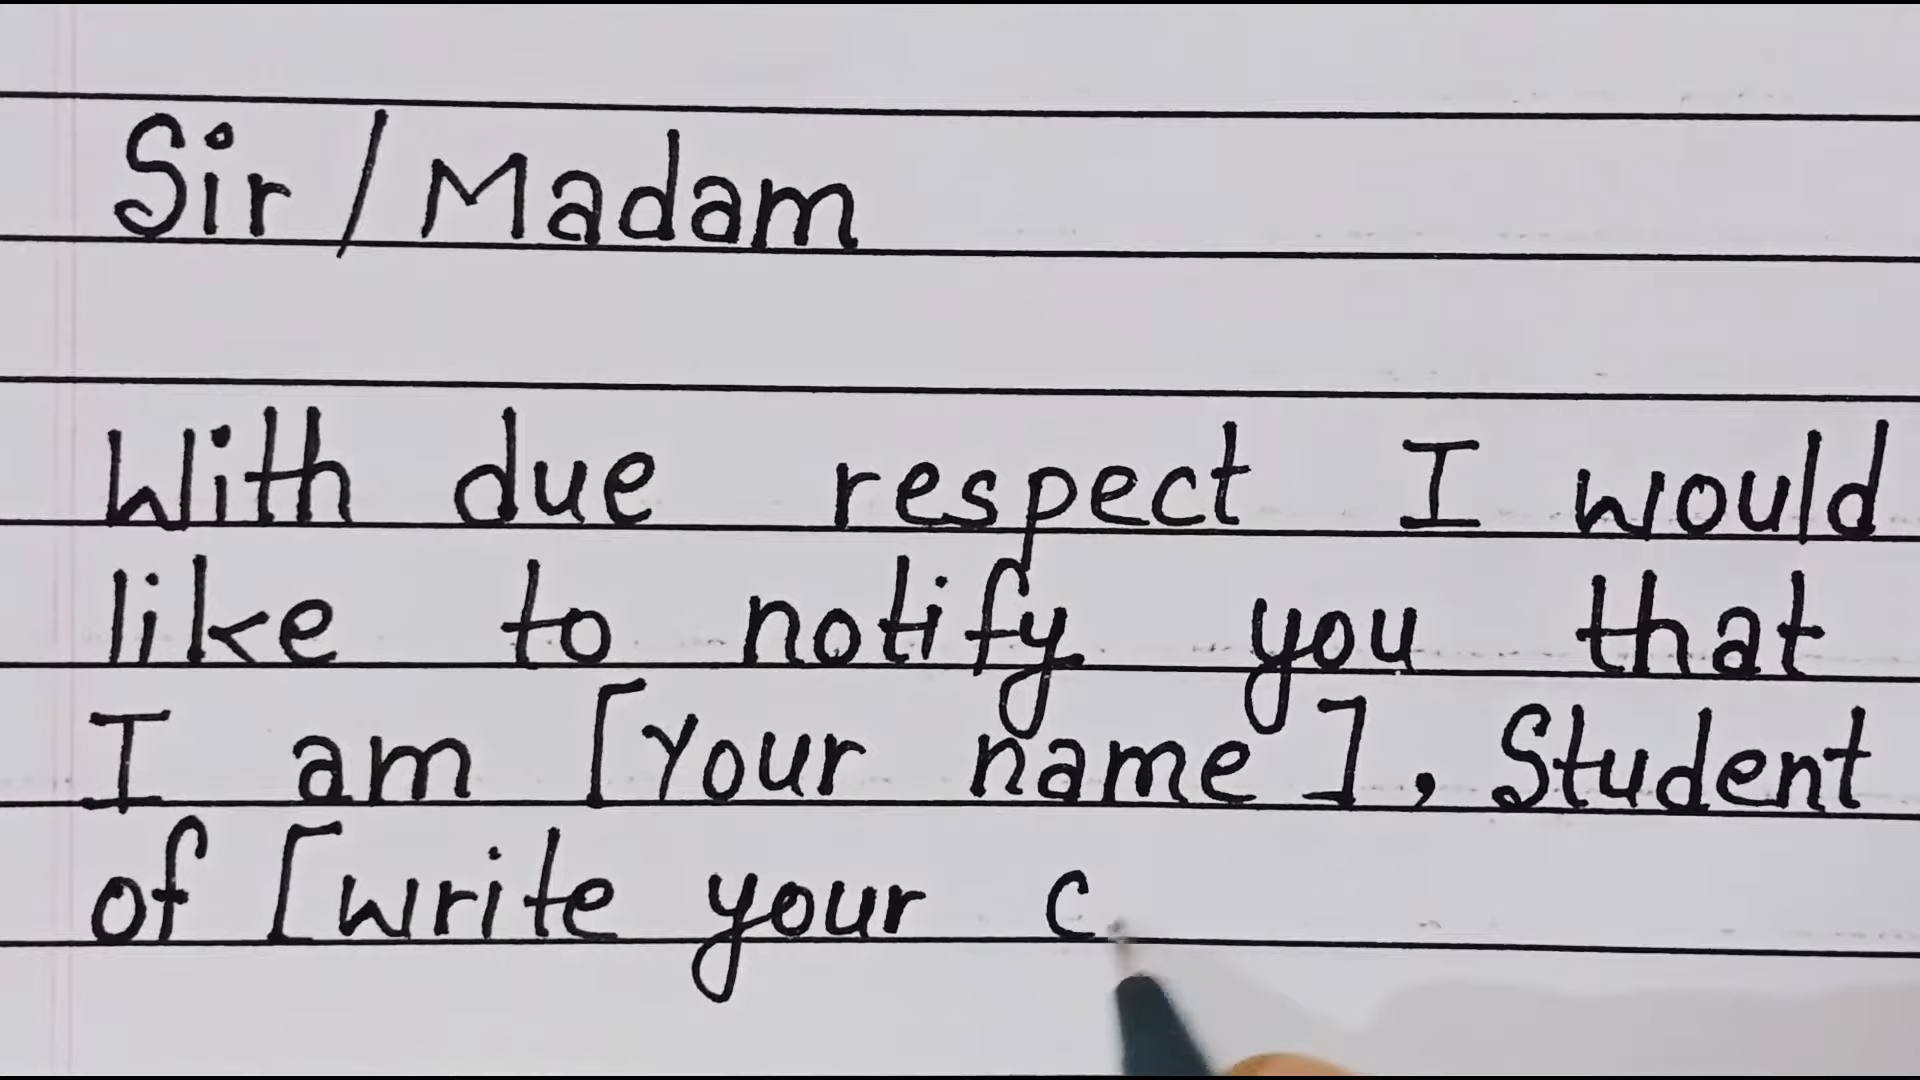 Sir/Madam
With due respect I would
like to notify you that
I am [Your name], Student
of [write your c